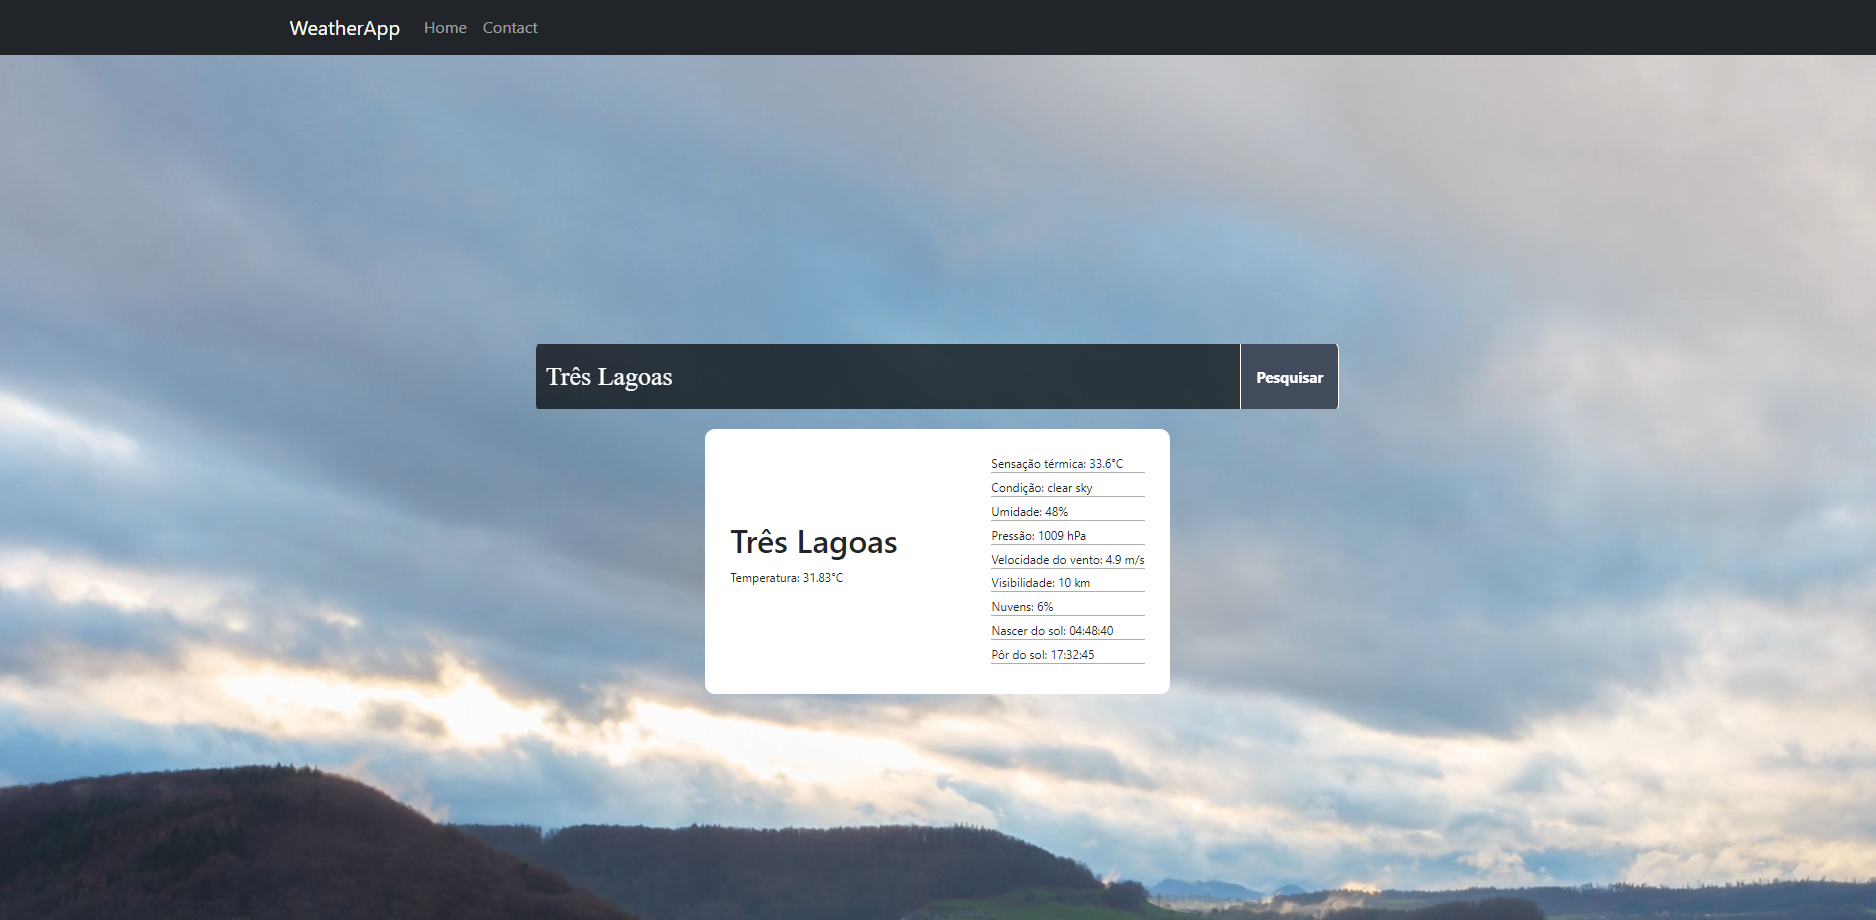 WeatherApp Home Contact
Três Lagoas Pesquisar
Três Lagoas
Temperatura: 31.83°C
Sensação térmica: 33.6°C
Condição: clear sky
Umidade: 48%
Pressão: 1009 hPa
Velocidade do vento: 4.9 m/s
Visibilidade: 10 km
Nuvens: 6%
Nascer do sol: 04:48:40
Pôr do sol: 17:32:45